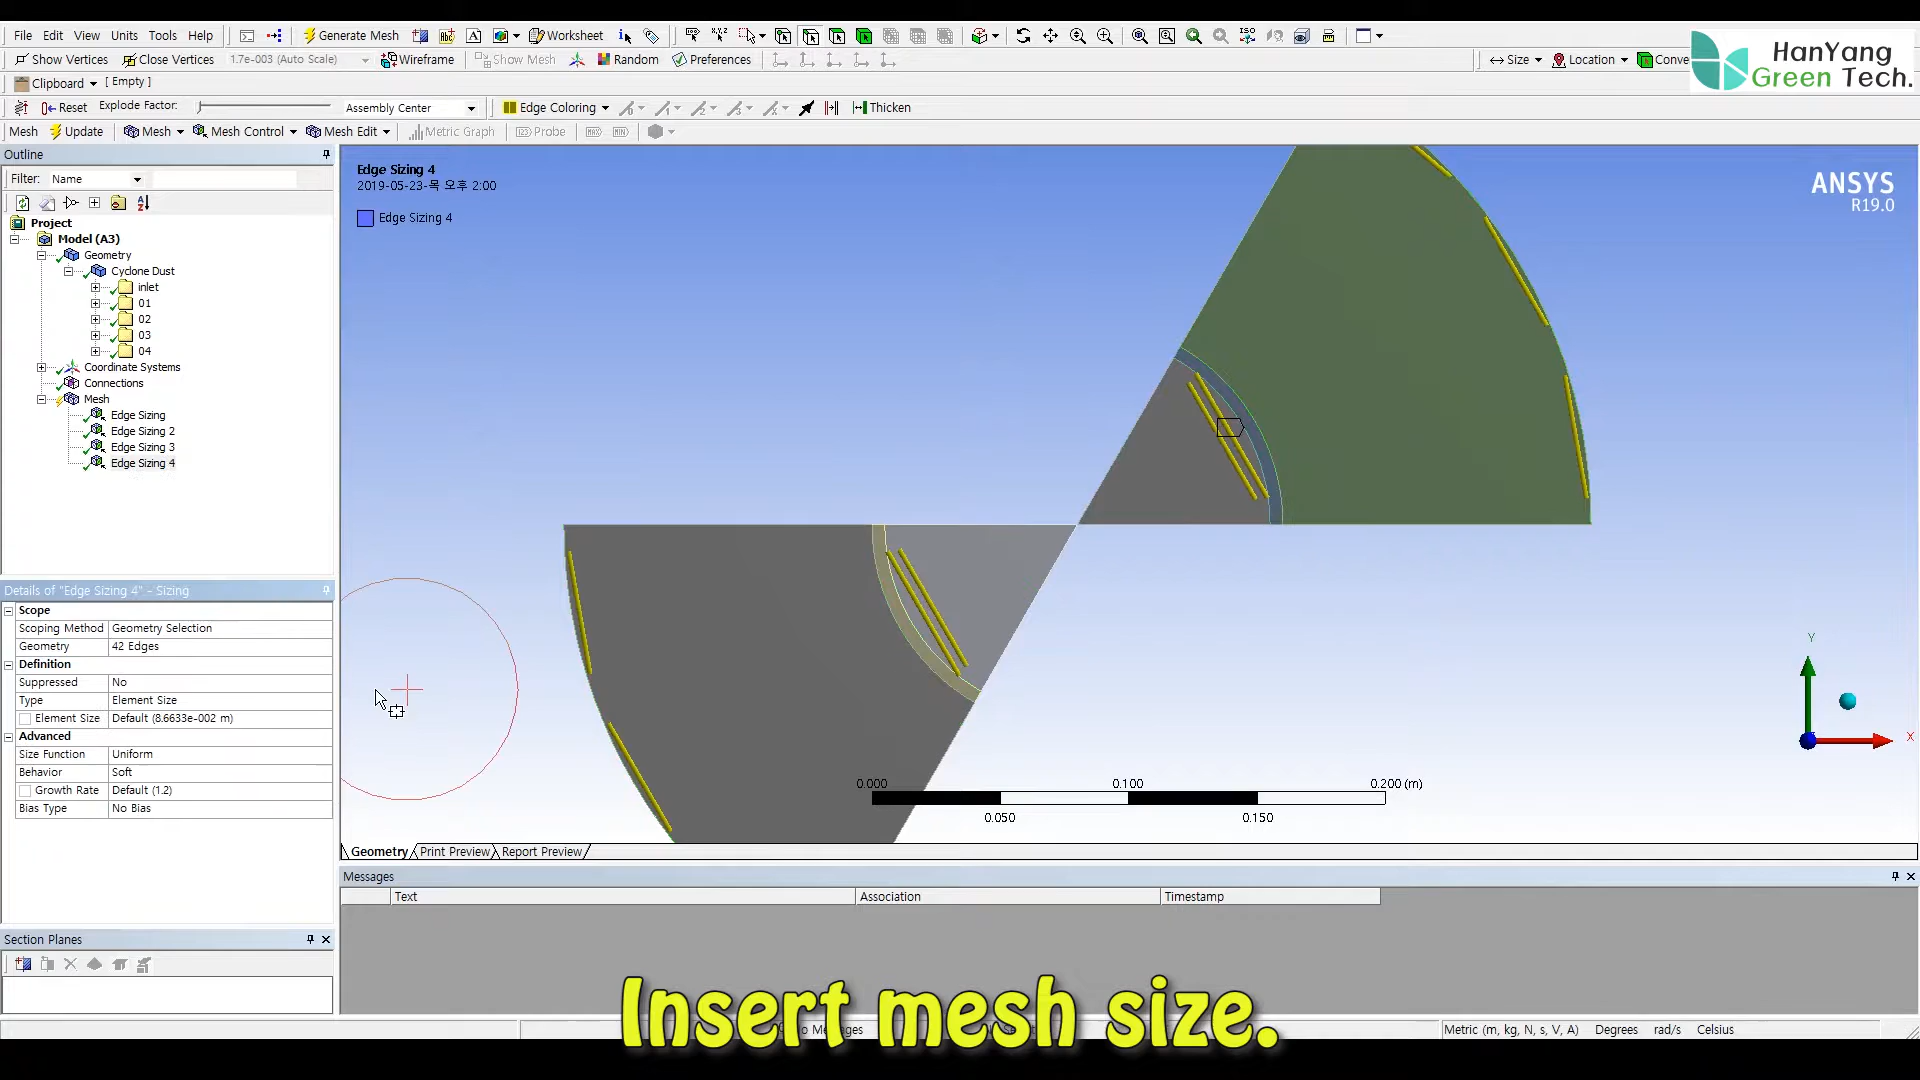 File Edit View Units Tools Help Generate Mesh Worksheet
Show Vertices Close Vertices 1.7e-003 (Auto Scale) Wireframe Show Mesh Random Preferences Size Location Conve
HanYang
Green Tech.
Clipboard [ Empty ]
Reset Explode Factor: Assembly Center Edge Coloring Thicken
Mesh Update Mesh Mesh Control Mesh Edit Metric Graph Probe MAX MIN
Outline
Filter: Name
Project
Model (A3)
Geometry
Cyclone Dust
inlet
01
02
03
04
Coordinate Systems
Connections
Mesh
Edge Sizing
Edge Sizing 2
Edge Sizing 3
Edge Sizing 4
Edge Sizing 4
2019-05-23-목 오후 2:00
Edge Sizing 4
ANSYS
R19.0
Details of "Edge Sizing 4" - Sizing
Scope
Scoping Method Geometry Selection
Geometry 42 Edges
Definition
Suppressed No
Type Element Size
Element Size Default (8.6633e-002 m)
Advanced
Size Function Uniform
Behavior Soft
Growth Rate Default (1.2)
Bias Type No Bias
Y
X
0.000 0.100 0.200 (m)
0.050 0.150
Geometry Print Preview Report Preview
Messages
Text Association Timestamp
Section Planes
Insert mesh size.
Metric (m, kg, N, s, V, A) Degrees rad/s Celsius